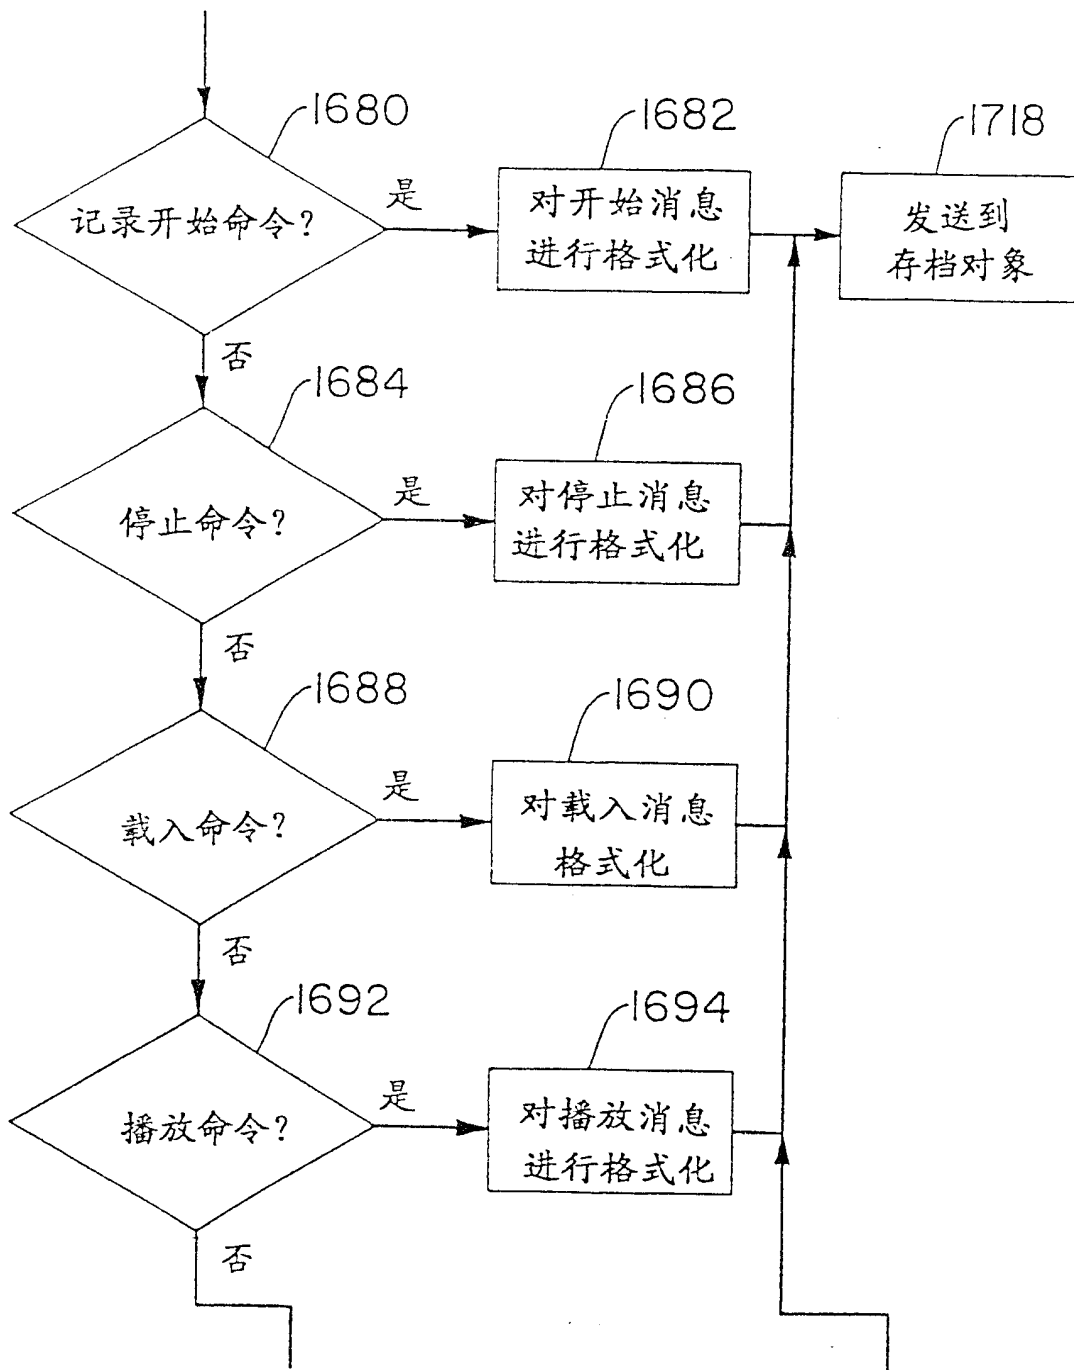 1680
1682
1718
记录开始命令?
是
对开始消息
进行格式化
发送到
存档对象
否
1684
1686
停止命令?
是
对停止消息
进行格式化
否
1688
1690
载入命令?
是
对载入消息
格式化
否
1692
1694
播放命令?
是
对播放消息
进行格式化
否